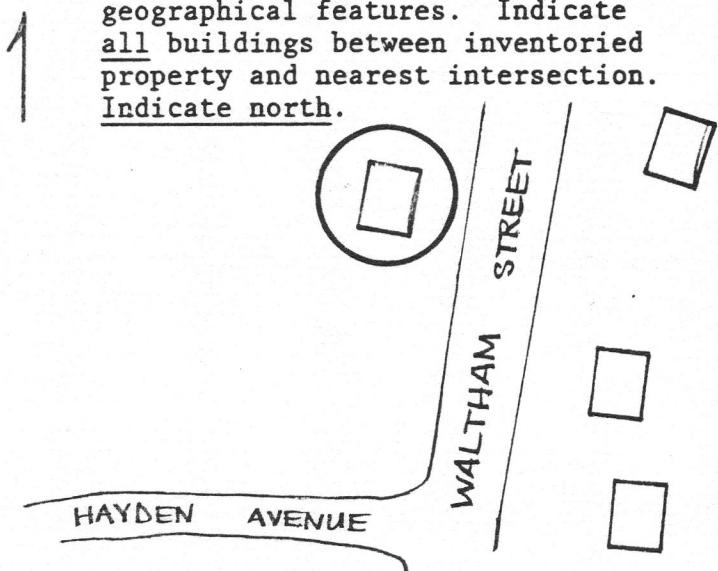 geographical features. Indicate
all buildings between inventoried
property and nearest intersection.
Indicate north.
WALTHAM STREET
HAYDEN AVENUE